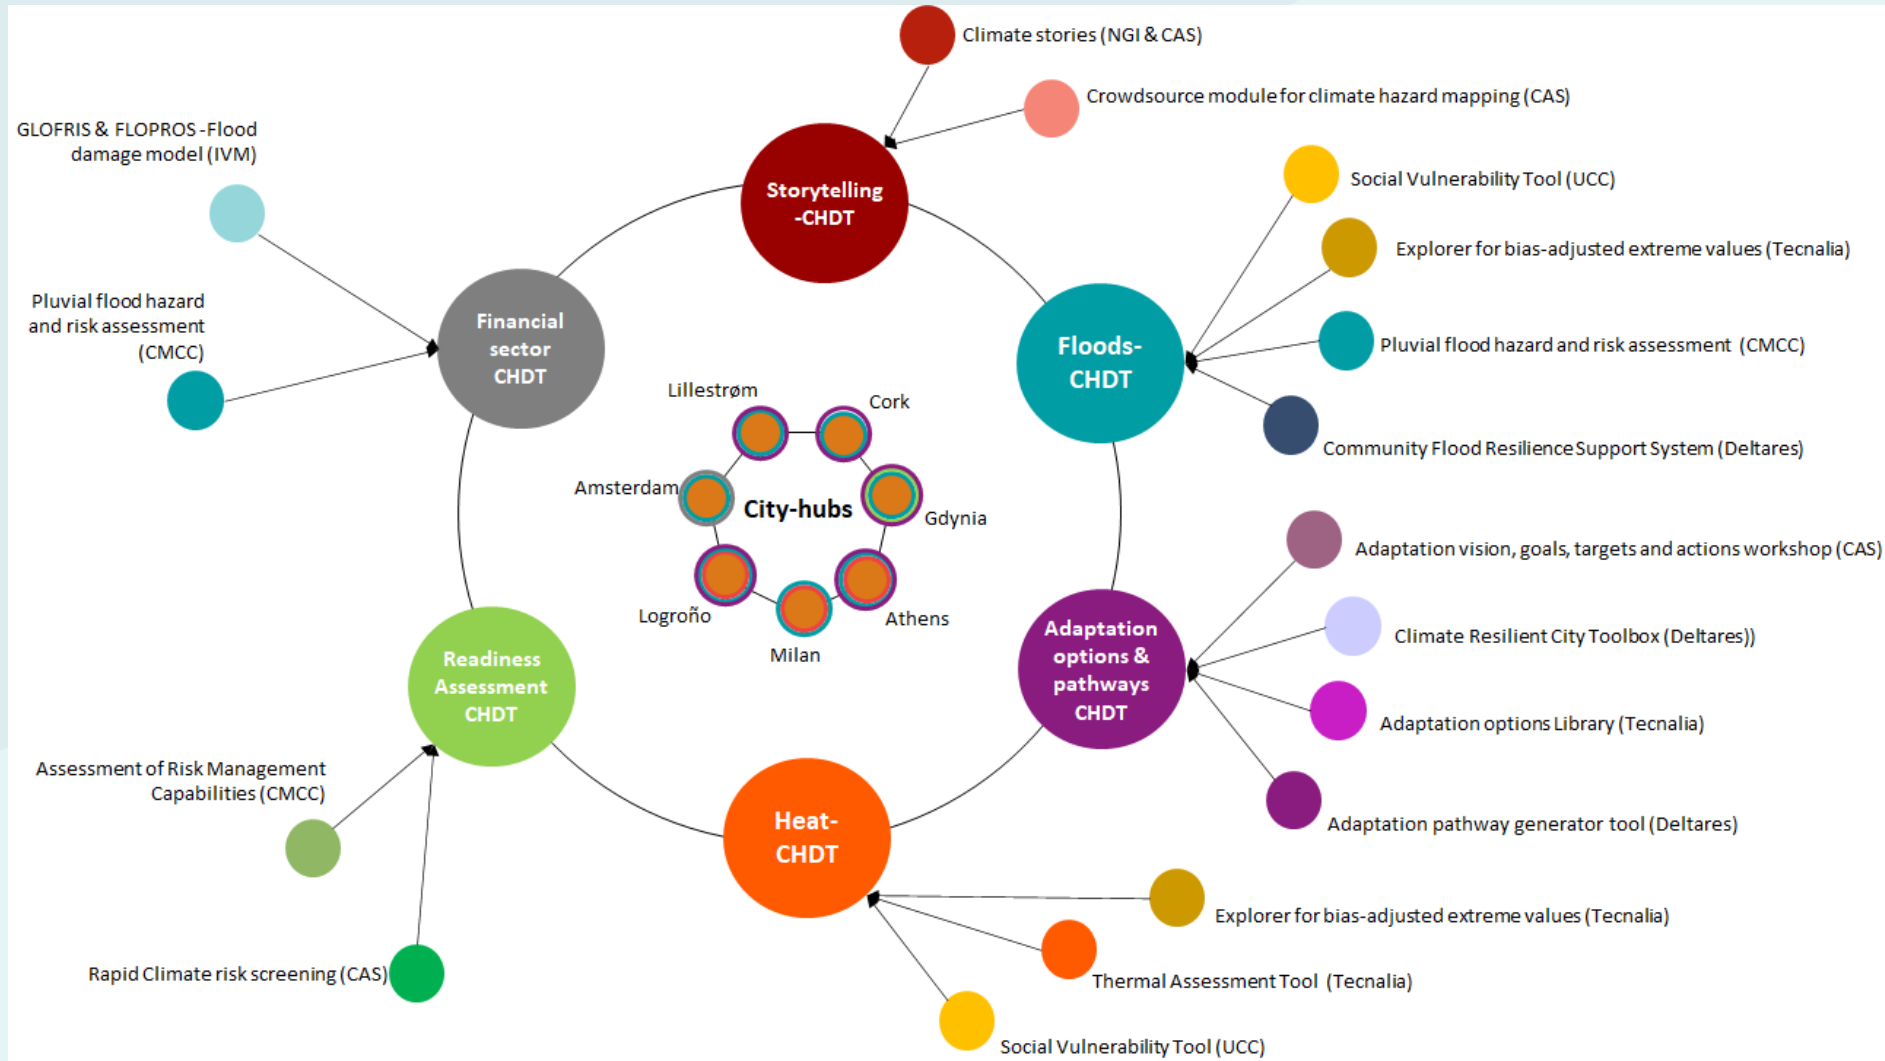 Climate stories (NGI & CAS)
Crowdsource module for climate hazard mapping (CAS)
GLOFRIS & FLOPROS -Flood
damage model (IVM)
Storytelling
-CHDT
Social Vulnerability Tool (UCC)
Explorer for bias-adjusted extreme values (Tecnalia)
Pluvial flood hazard
and risk assessment
(CMCC)
Financial
sector
CHDT
Floods-
CHDT
Pluvial flood hazard and risk assessment (CMCC)
Community Flood Resilience Support System (Deltares)
Lillestrøm
Cork
Amsterdam
City-hubs
Gdynia
Logroño
Athens
Milan
Adaptation vision, goals, targets and actions workshop (CAS)
Climate Resilient City Toolbox (Deltares))
Adaptation
options &
pathways
CHDT
Adaptation options Library (Tecnalia)
Adaptation pathway generator tool (Deltares)
Readiness
Assessment
CHDT
Assessment of Risk Management
Capabilities (CMCC)
Heat-
CHDT
Explorer for bias-adjusted extreme values (Tecnalia)
Rapid Climate risk screening (CAS)
Thermal Assessment Tool (Tecnalia)
Social Vulnerability Tool (UCC)